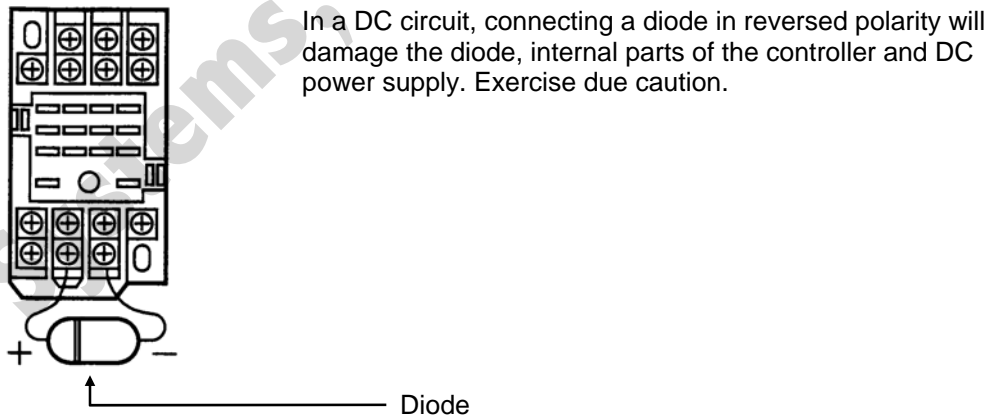 In a DC circuit, connecting a diode in reversed polarity will
damage the diode, internal parts of the controller and DC
power supply. Exercise due caution.
+ −
Diode